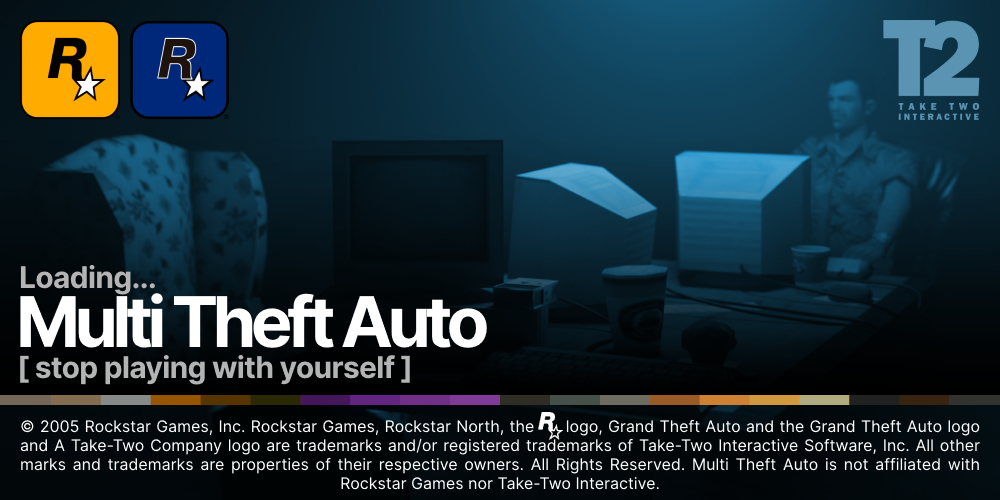 R
R
T2
TAKE TWO
INTERACTIVE
Loading...
Multi Theft Auto
[ stop playing with yourself ]
© 2005 Rockstar Games, Inc. Rockstar Games, Rockstar North, the R logo, Grand Theft Auto and the Grand Theft Auto logo
and A Take-Two Company logo are trademarks and/or registered trademarks of Take-Two Interactive Software, Inc. All other
marks and trademarks are properties of their respective owners. All Rights Reserved. Multi Theft Auto is not affiliated with
Rockstar Games nor Take-Two Interactive.